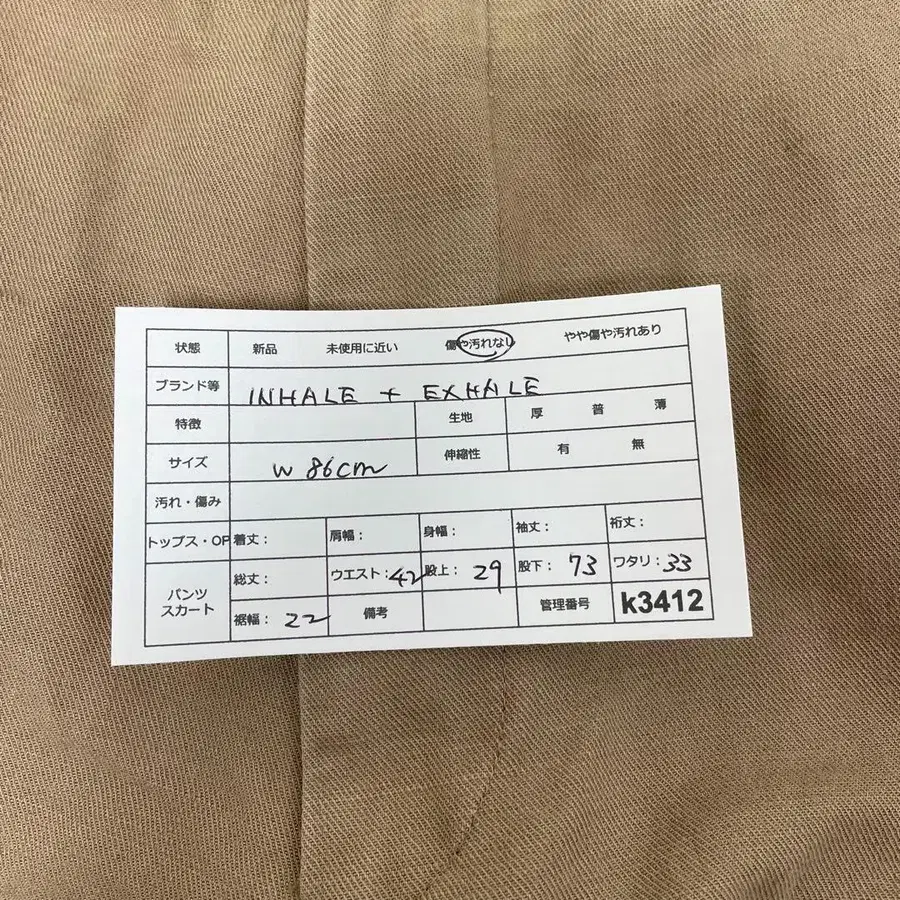 状態 新品 未使用に近い 傷や汚れなし やや傷や汚れあり
ブランド等 INHALE + EXHALE
特徴 生地 厚 普 薄
サイズ W 86cm 伸縮性 有 無
汚れ・傷み
トップス・OP 着丈: 肩幅: 身幅: 袖丈: 裄丈:
パンツ スカート 総丈: ウエスト:42 股上:29 股下:73 ワタリ:33
裾幅:22 備考 管理番号 k3412